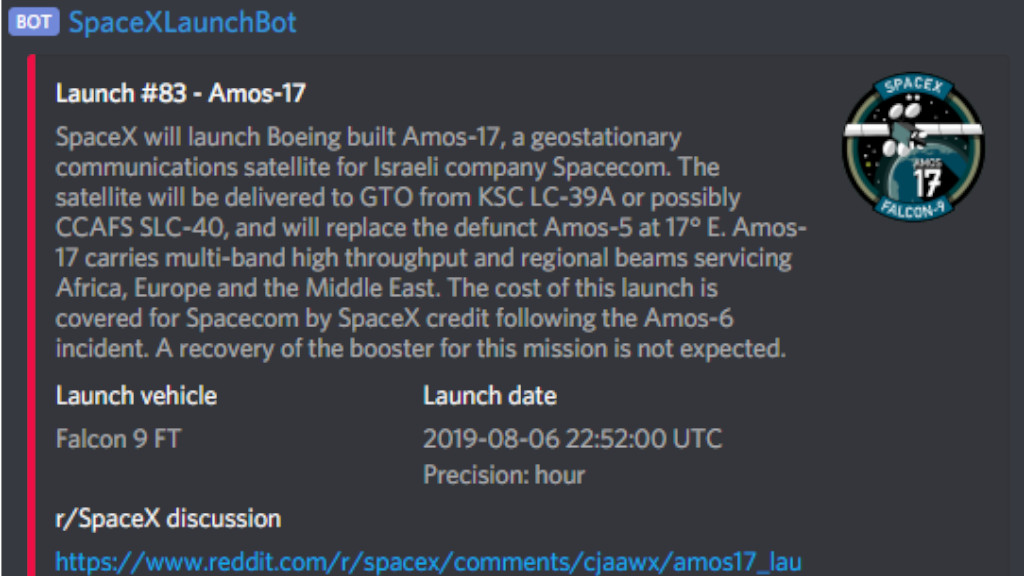 BOT SpaceXLaunchBot
Launch #83 - Amos-17
SPACEX
AMOS
17
FALCON-9
SpaceX will launch Boeing built Amos-17, a geostationary
communications satellite for Israeli company Spacecom. The
satellite will be delivered to GTO from KSC LC-39A or possibly
CCAFS SLC-40, and will replace the defunct Amos-5 at 17° E. Amos-
17 carries multi-band high throughput and regional beams servicing
Africa, Europe and the Middle East. The cost of this launch is
covered for Spacecom by SpaceX credit following the Amos-6
incident. A recovery of the booster for this mission is not expected.
Launch vehicle
Falcon 9 FT
Launch date
2019-08-06 22:52:00 UTC
Precision: hour
r/SpaceX discussion
https://www.reddit.com/r/spacex/comments/cjaawx/amos17_lau